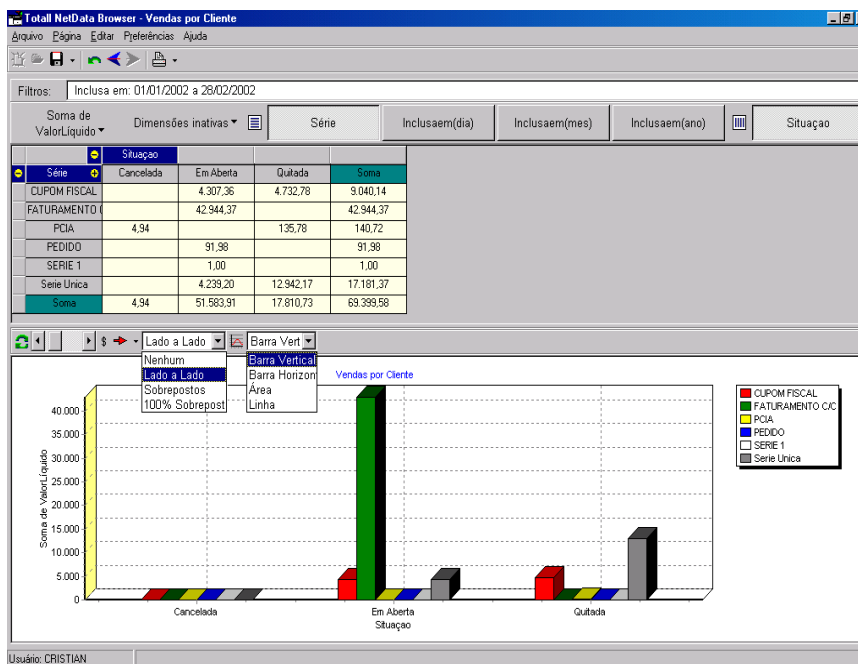 Totall NetData Browser - Vendas por Cliente
Arquivo Página Editar Preferências Ajuda
Filtros: Inclusa em: 01/01/2002 a 28/02/2002
Soma de ValorLíquido Dimensões inativas Série Inclusaem(dia) Inclusaem(mes) Inclusaem(ano) Situaçao
Situaçao
Série Cancelada Em Aberta Quitada Soma
CUPOM FISCAL 4.307,36 4.732,78 9.040,14
FATURAMENTO ( 42.944,37 42.944,37
PCIA 4,94 135,78 140,72
PEDIDO 91,98 91,98
SERIE 1 1,00 1,00
Serie Unica 4.239,20 12.942,17 17.181,37
Soma 4,94 51.583,91 17.810,73 69.399,58
$ Lado a Lado Barra Vert
Nenhum
Lado a Lado
Sobrepostos
100% Sobrepost
Barra Vertical
Barra Horizon
Área
Linha
Vendas por Cliente
Soma de ValorLíquido
40.000
35.000
30.000
25.000
20.000
15.000
10.000
5.000
0
Cancelada Em Aberta Quitada
Situaçao
CUPOM FISCAL
FATURAMENTO C/C
PCIA
PEDIDO
SERIE 1
Serie Unica
Usuário: CRISTIAN